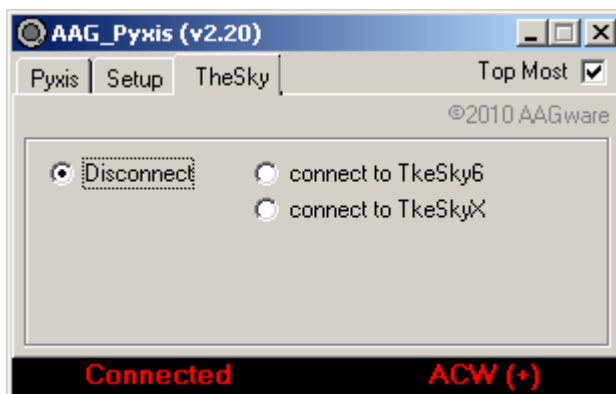 AAG_Pyxis (v2.20)
Pyxis Setup TheSky Top Most
©2010 AAGware
Disconnect connect to TkeSky6
connect to TkeSkyX
Connected ACW (+)